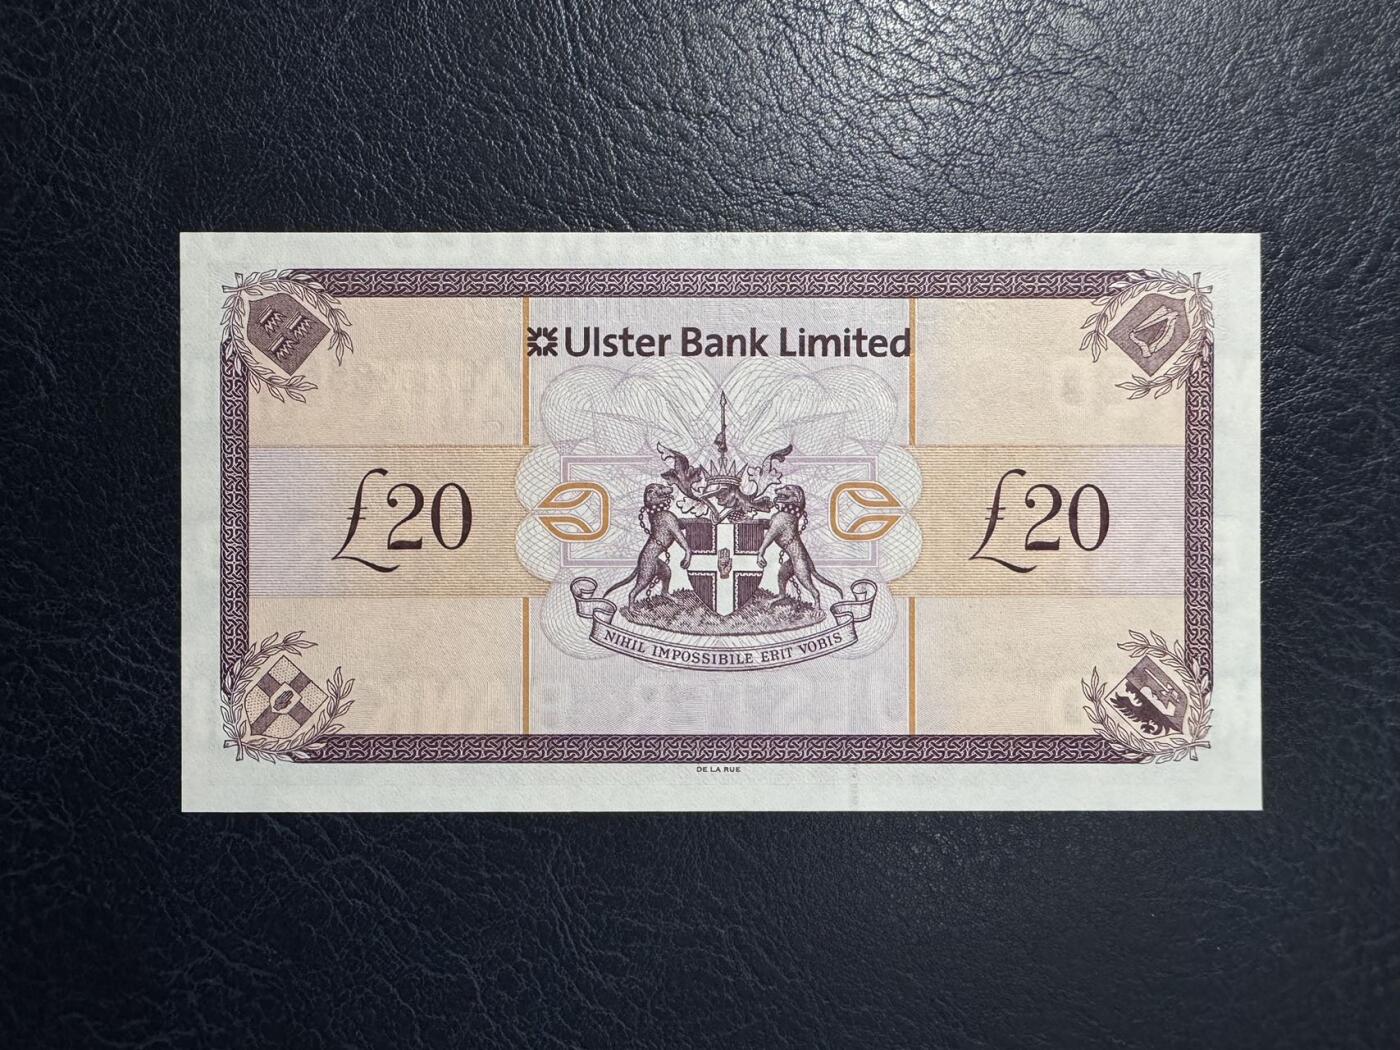 Ulster Bank Limited
£20
£20
NIHIL IMPOSSIBILE ERIT VOBIS
DE LA RUE